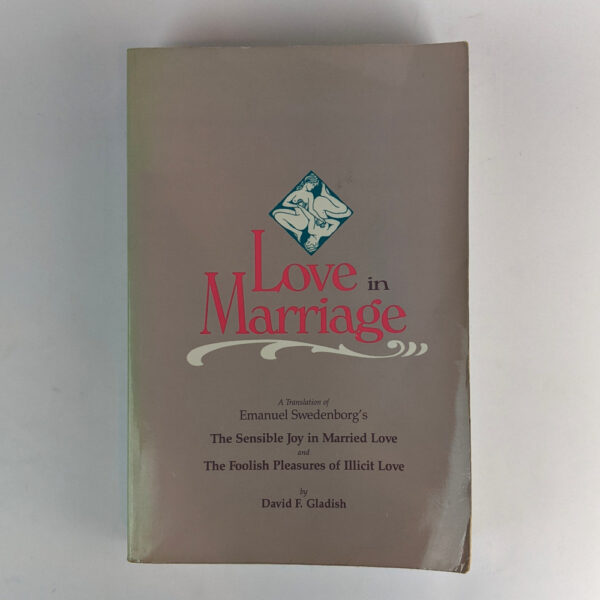 Love in
Marriage
A Translation of
Emanuel Swedenborg's
The Sensible Joy in Married Love
and
The Foolish Pleasures of Illicit Love
by
David F. Gladish